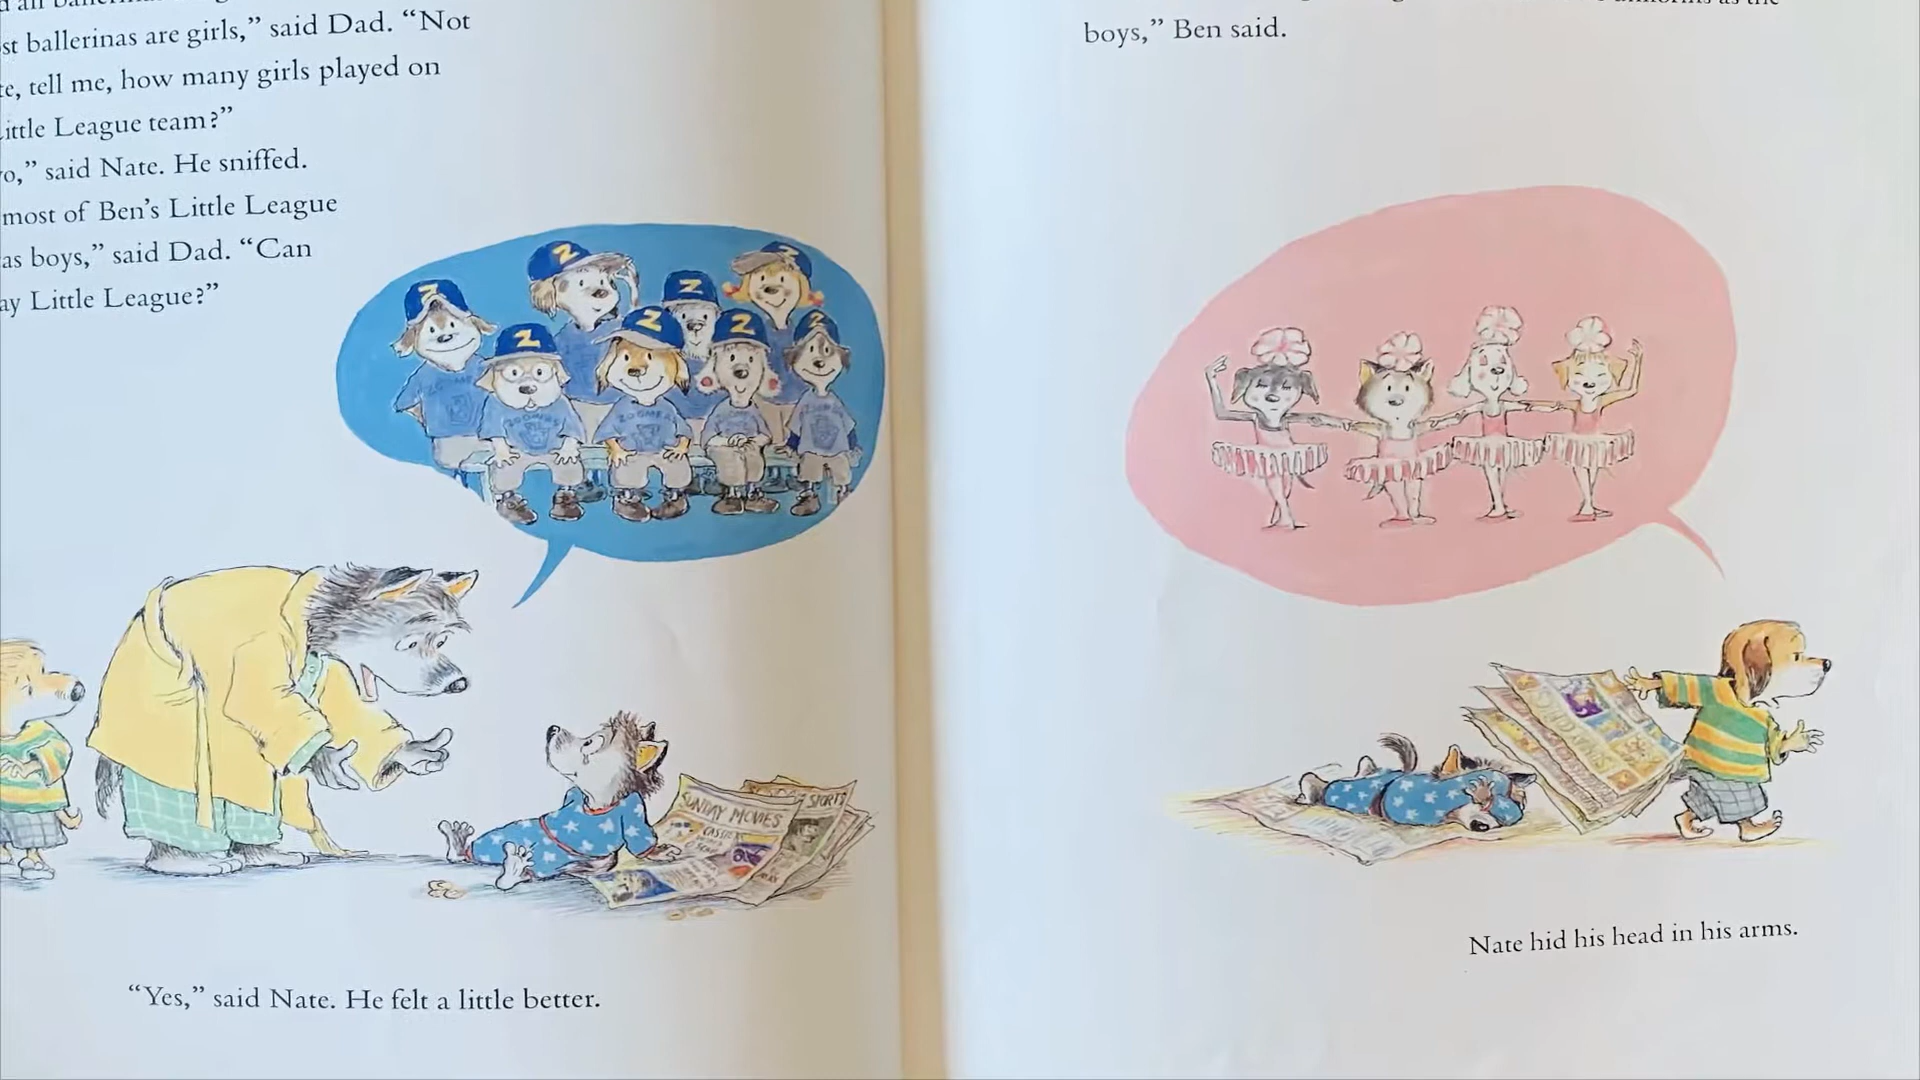 st ballerinas are girls,” said Dad. “Not
te, tell me, how many girls played on
Little League team?”
o,” said Nate. He sniffed.
most of Ben’s Little League
as boys,” said Dad. “Can
ay Little League?”
Z
Z
Z
Z
Z
Z
Z
SUNDAY MOVIES
SPORTS
“Yes,” said Nate. He felt a little better.
boys,” Ben said.
Nate hid his head in his arms.